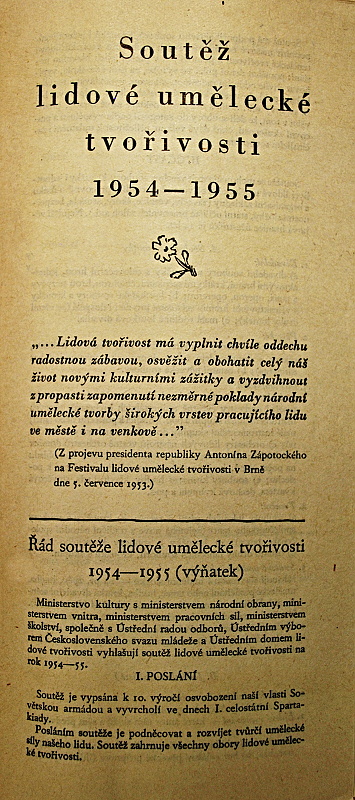 Soutěž
lidové umělecké
tvořivosti
1954—1955
„...Lidová tvořivost má vyplnit chvíle oddechu
radostnou zábavou, osvěžit a obohatit celý náš
život novými kulturními zážitky a vyzdvihnout
z propasti zapomenutí nezměrné poklady národní
umělecké tvorby širokých vrstev pracujícího lidu
ve městě i na venkově..."
(Z projevu presidenta republiky Antonína Zápotockého
na Festivalu lidové umělecké tvořivosti v Brně
dne 5. července 1953.)
Řád soutěže lidové umělecké tvořivosti
1954—1955 (výňatek)
Ministerstvo kultury s ministerstvem národní obrany, mini-
sterstvem vnitra, ministerstvem pracovních sil, ministerstvem
školství, společně s Ústřední radou odborů, Ústředním výbo-
rem Československého svazu mládeže a Ústředním domem li-
dové tvořivosti vyhlašují soutěž lidové umělecké tvořivosti na
rok 1954—55.
I. POSLÁNÍ
Soutěž je vypsána k 10. výročí osvobození naší vlasti So-
větskou armádou a vyvrcholí ve dnech I. celostátní Sparta-
kiady.
Posláním soutěže je podněcovat a rozvíjet tvůrčí umělecké
síly našeho lidu. Soutěž zahrnuje všechny obory lidové umělec-
ké tvořivosti.